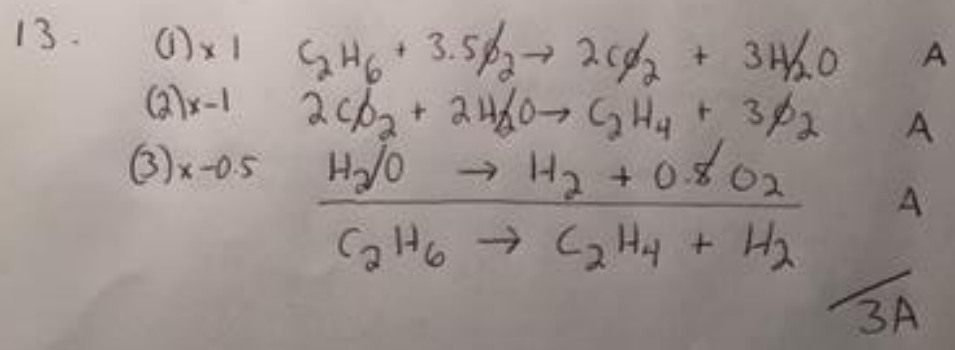 13. (1)x1 C₂H₆ + 3.5O₂ → 2CO₂ + 3H₂O A
(2)x-1 2CO₂ + 2H₂O → C₂H₄ + 3O₂ A
(3)x-0.5 H₂O → H₂ + 0.5O₂ A
C₂H₆ → C₂H₄ + H₂
/3A